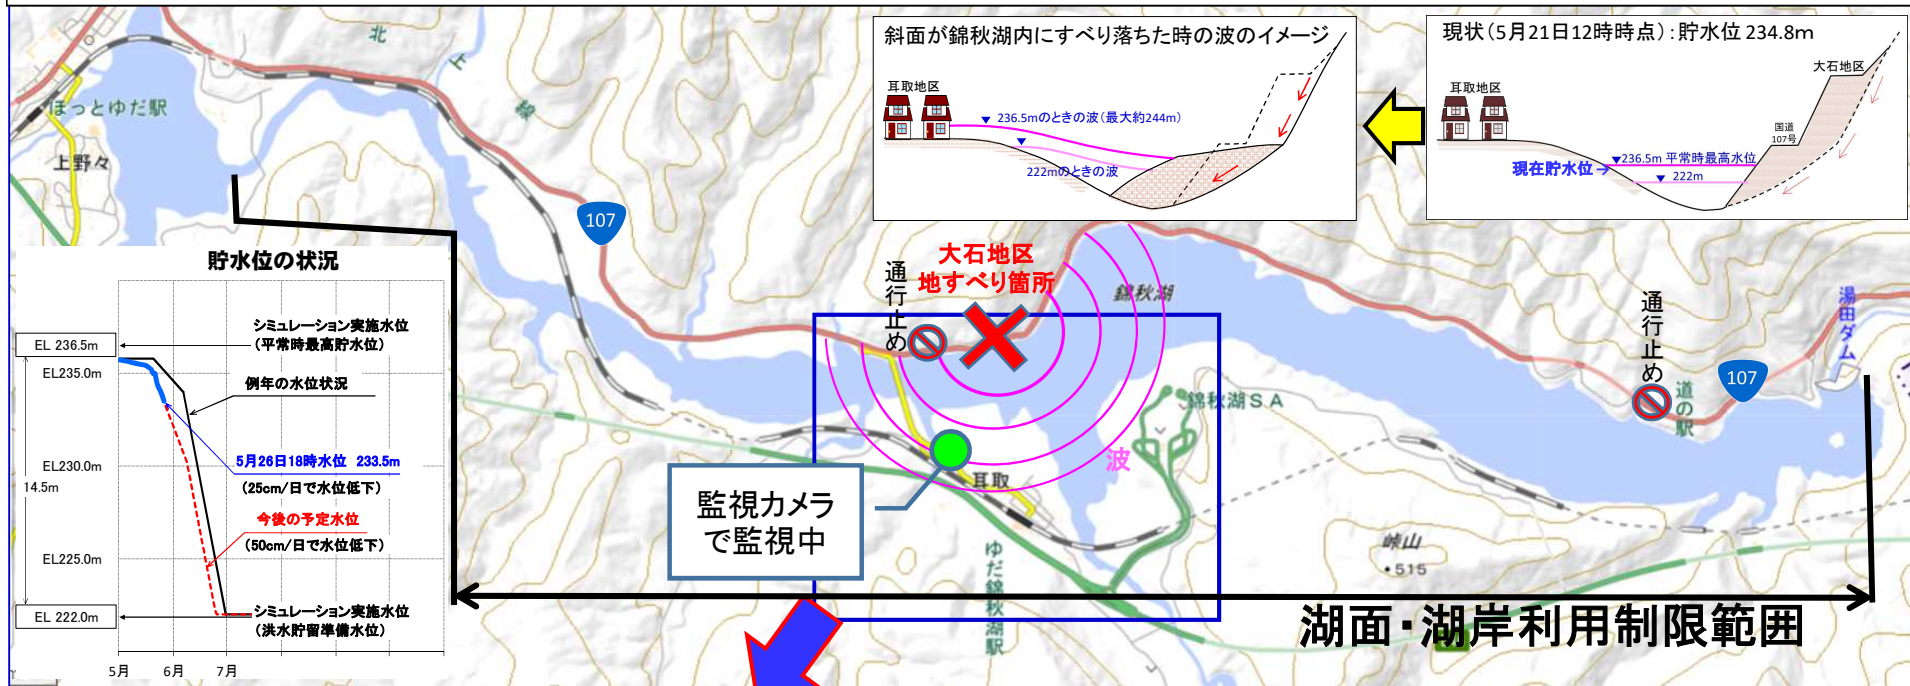 斜面が錦秋湖内にすべり落ちた時の波のイメージ
耳取地区
236.5mのときの波(最大約244m)
222mのときの波
現状(5月21日12時時点):貯水位 234.8m
大石地区
耳取地区
国道
107号
236.5m 平常時最高水位
現在貯水位→
222m
北
上
線
ほっとゆだ駅
上野々
107
大石地区
地すべり箇所
通行止め
錦秋湖
通行止め
湯田ダム
107
道の駅
錦秋湖SA
波
耳取
監視カメラ
で監視中
ゆだ錦秋湖駅
峠山
・515
湖面・湖岸利用制限範囲
貯水位の状況
シミュレーション実施水位
(平常時最高貯水位)
EL 236.5m
EL235.0m
例年の水位状況
5月26日18時水位 233.5m
(25cm/日で水位低下)
EL230.0m
14.5m
今後の予定水位
(50cm/日で水位低下)
EL225.0m
シミュレーション実施水位
(洪水貯留準備水位)
EL 222.0m
5月 6月 7月